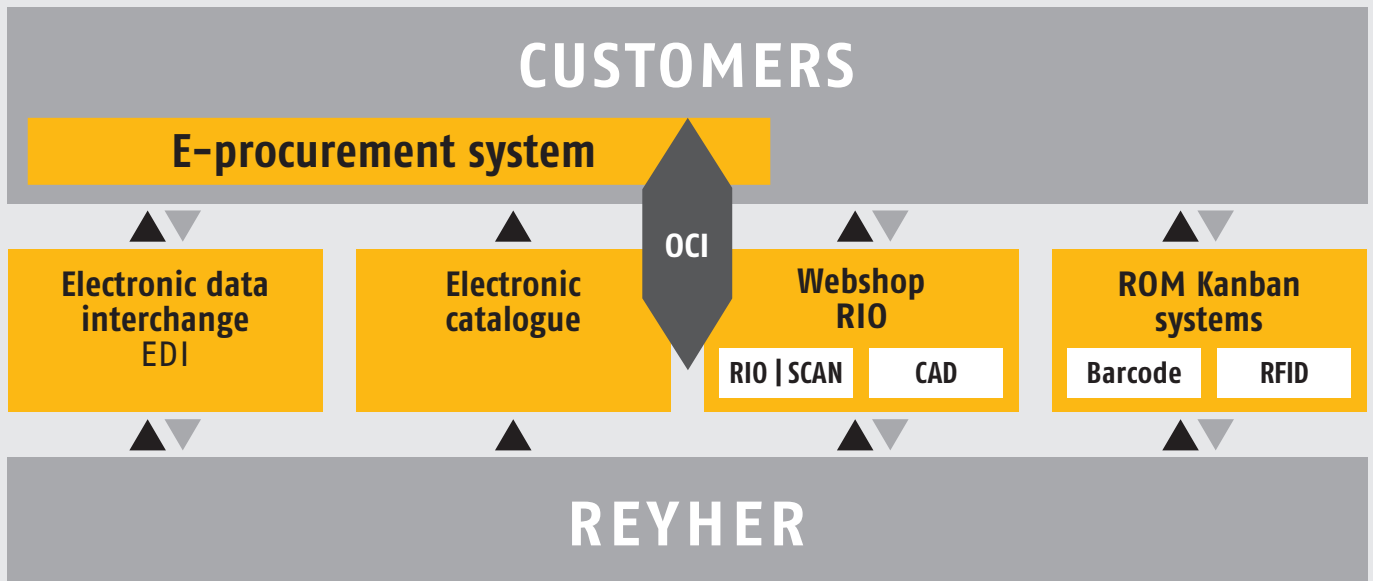 CUSTOMERS
E-procurement system
OCI
Electronic data
interchange
EDI
Electronic
catalogue
Webshop
RIO
RIO | SCAN
CAD
ROM Kanban
systems
Barcode
RFID
REYHER